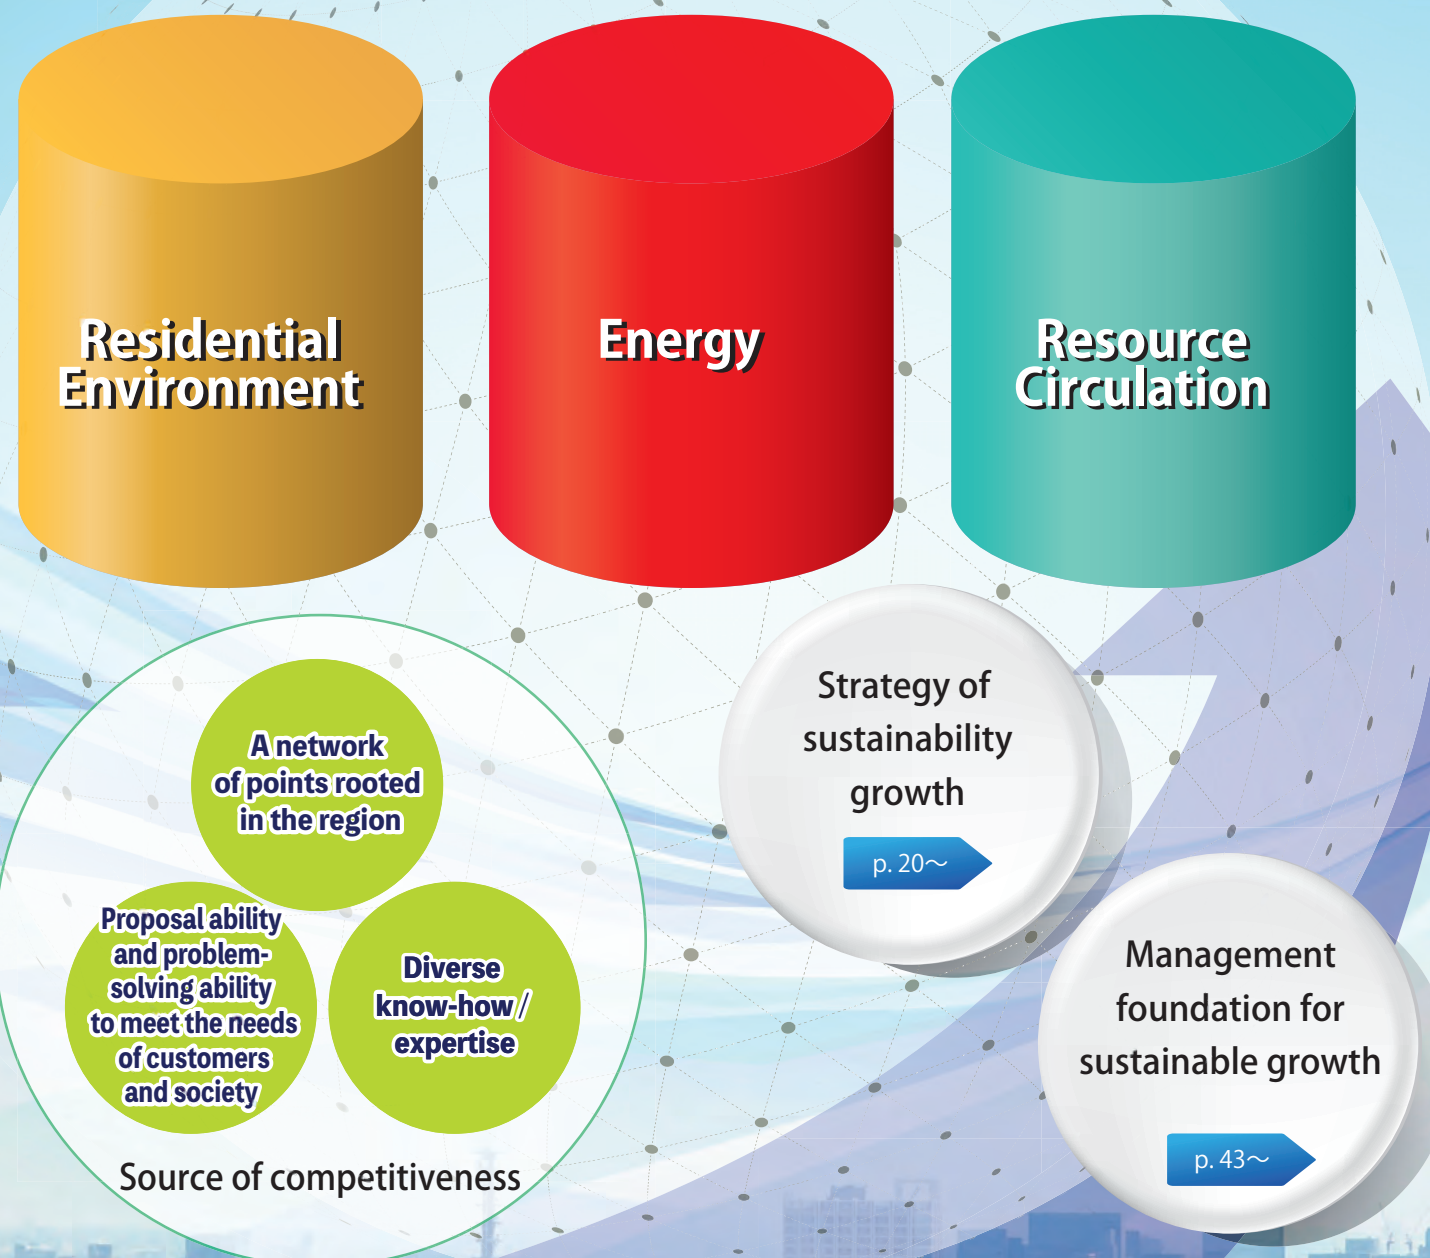 Residential
Environment
Energy
Resource
Circulation
A network
of points rooted
in the region
Proposal ability
and problem-
solving ability
to meet the needs
of customers
and society
Diverse
know-how /
expertise
Source of competitiveness
Strategy of
sustainability
growth
p. 20～
Management
foundation for
sustainable growth
p. 43～